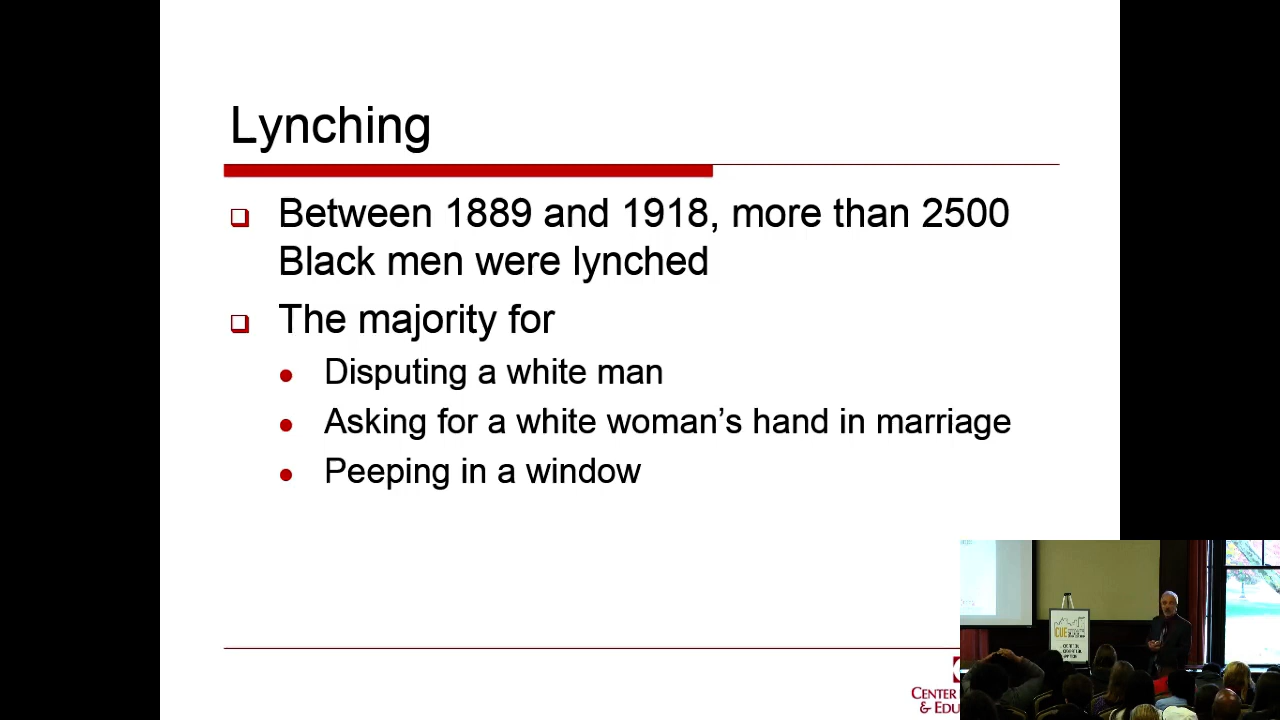 Lynching
Between 1889 and 1918, more than 2500
Black men were lynched
The majority for
Disputing a white man
Asking for a white woman’s hand in marriage
Peeping in a window
CENTER
& EDU
CUE